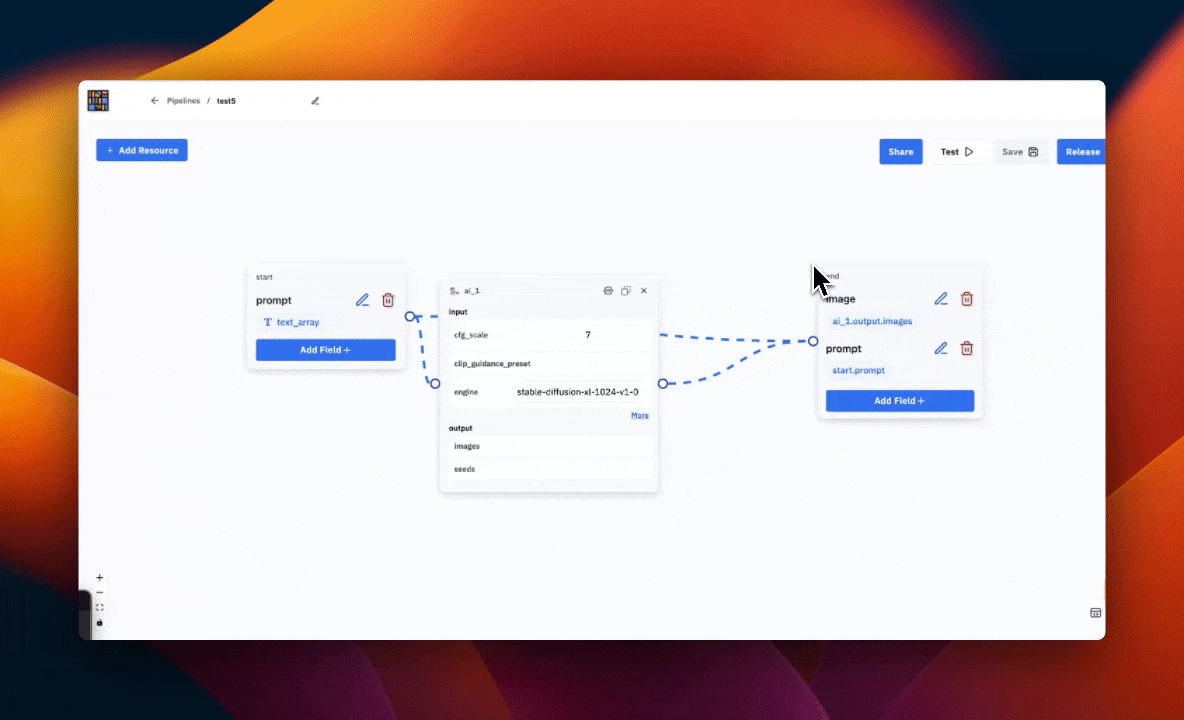 Pipelines / test5
+ Add Resource
Share
Test
Save
Release
start
prompt
T text_array
Add Field +
ai_1
input
cfg_scale 7
clip_guidance_preset
engine stable-diffusion-xl-1024-v1-0
More
output
images
seeds
end
image
ai_1.output.images
prompt
start.prompt
Add Field +